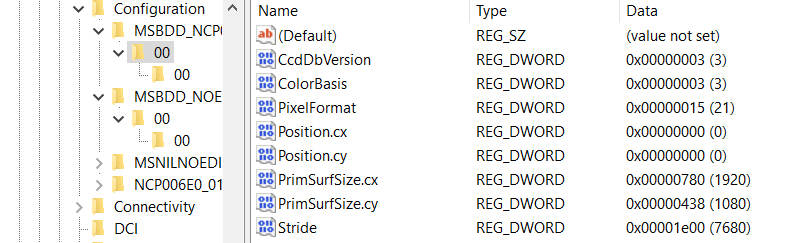 Configuration
MSBDD_NCP0
00
00
MSBDD_NOE
00
00
MSNILNOEDI
NCP006E0_01
Connectivity
DCI
Name Type Data
(Default) REG_SZ (value not set)
CcdDbVersion REG_DWORD 0x00000003 (3)
ColorBasis REG_DWORD 0x00000003 (3)
PixelFormat REG_DWORD 0x00000015 (21)
Position.cx REG_DWORD 0x00000000 (0)
Position.cy REG_DWORD 0x00000000 (0)
PrimSurfSize.cx REG_DWORD 0x00000780 (1920)
PrimSurfSize.cy REG_DWORD 0x00000438 (1080)
Stride REG_DWORD 0x00001e00 (7680)